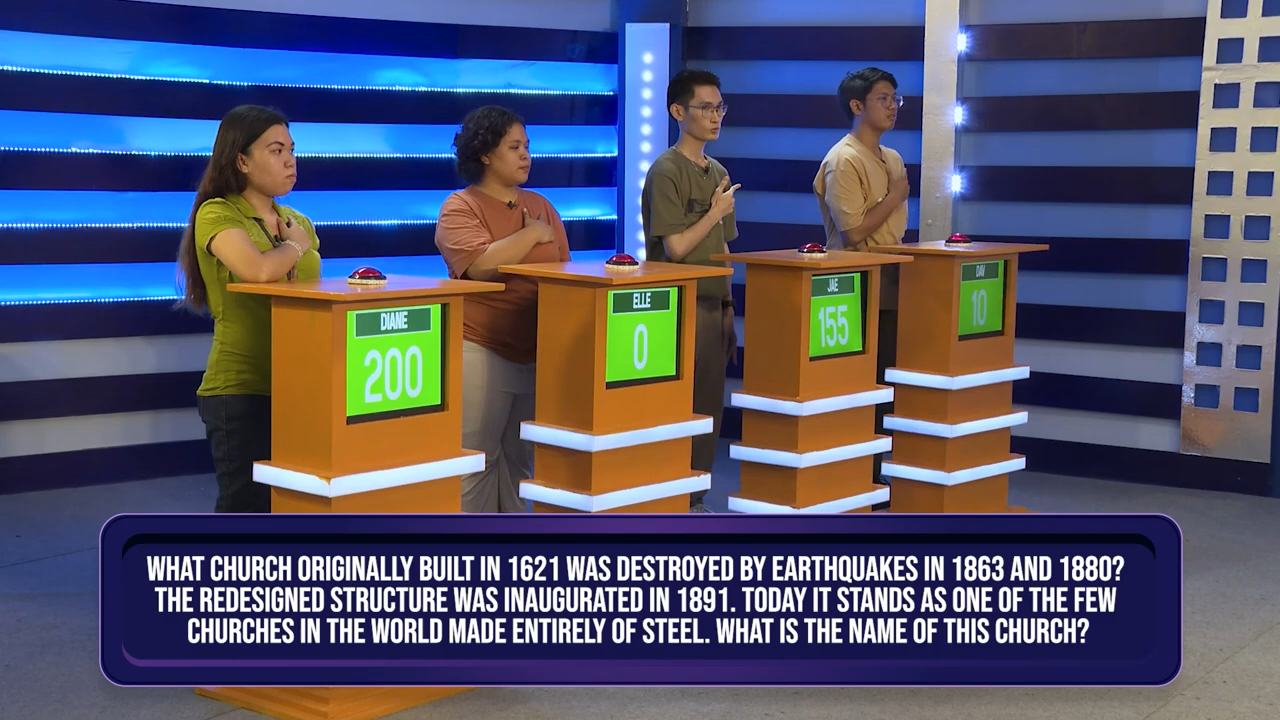 DIANE
200
ELLE
0
JAE
155
DAV
10
WHAT CHURCH ORIGINALLY BUILT IN 1621 WAS DESTROYED BY EARTHQUAKES IN 1863 AND 1880?
THE REDESIGNED STRUCTURE WAS INAUGURATED IN 1891. TODAY IT STANDS AS ONE OF THE FEW
CHURCHES IN THE WORLD MADE ENTIRELY OF STEEL. WHAT IS THE NAME OF THIS CHURCH?